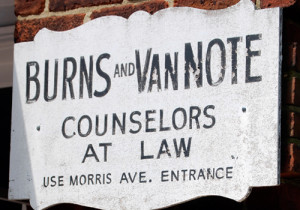 BURNS AND VAN NOTE
COUNSELORS
AT LAW
USE MORRIS AVE. ENTRANCE